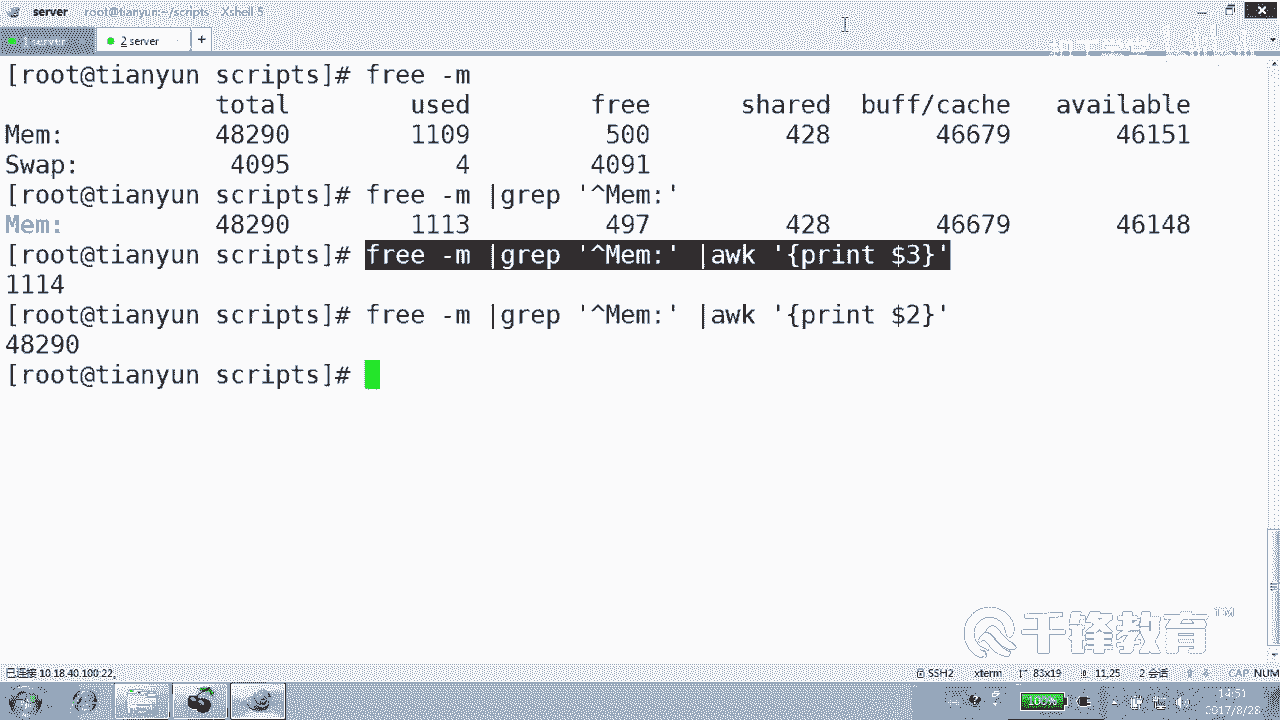 server root@tianyun:~/scripts - Xshell 5
1 server 2 server +
[root@tianyun scripts]# free -m
total used free shared buff/cache available
Mem: 48290 1109 500 428 46679 46151
Swap: 4095 4 4091
[root@tianyun scripts]# free -m |grep '^Mem:'
Mem: 48290 1113 497 428 46679 46148
[root@tianyun scripts]# free -m |grep '^Mem:' |awk '{print $3}'
1114
[root@tianyun scripts]# free -m |grep '^Mem:' |awk '{print $2}'
48290
[root@tianyun scripts]#
千锋教育 TM
已连接 10.18.40.100:22。 SSH2 xterm 83x19 11,25 2 会话 CAP NUM
100% 14:51
2017/8/28